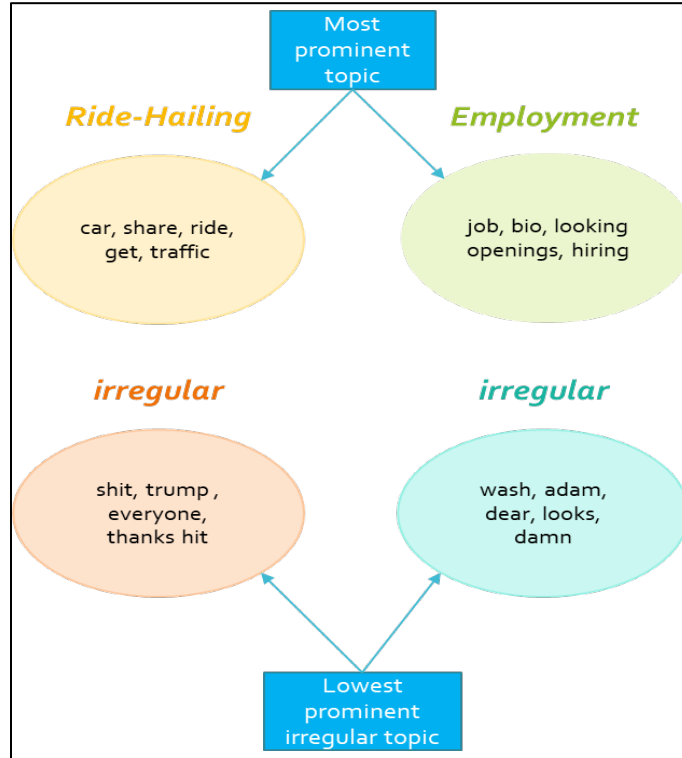 Most
prominent
topic
Ride-Hailing
Employment
car, share, ride,
get, traffic
job, bio, looking
openings, hiring
irregular
irregular
shit, trump ,
everyone,
thanks hit
wash, adam,
dear, looks,
damn
Lowest
prominent
irregular topic